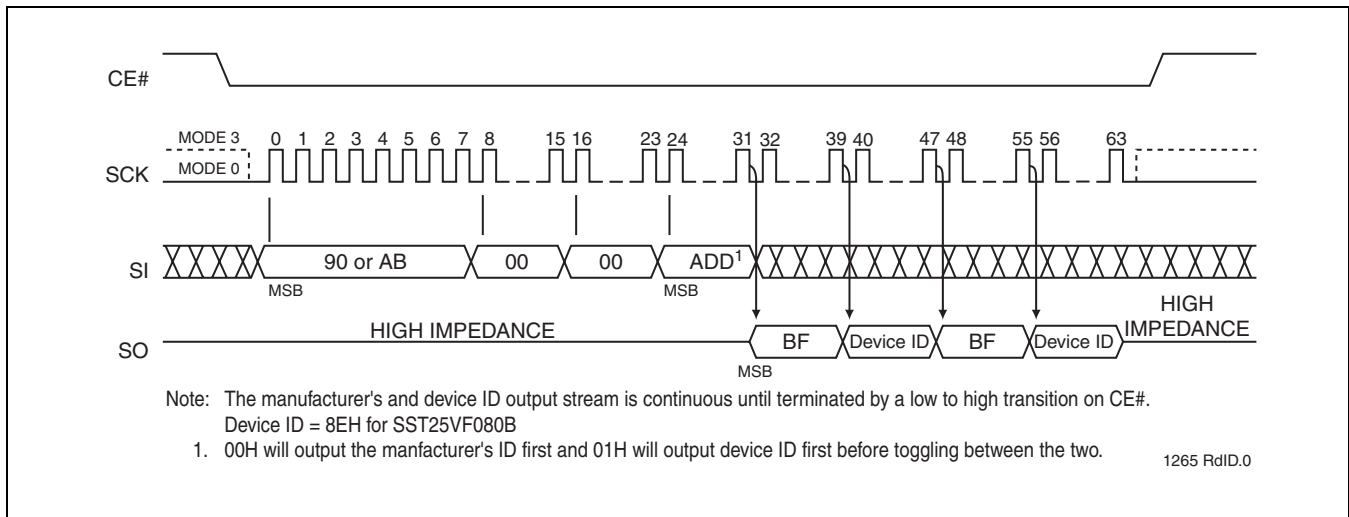 CE#
MODE 3 0 1 2 3 4 5 6 7 8 15 16 23 24 31 32 39 40 47 48 55 56 63
SCK MODE 0
SI 90 or AB 00 00 ADD1
MSB MSB
HIGH IMPEDANCE HIGH IMPEDANCE
SO BF Device ID BF Device ID
MSB
Note: The manufacturer's and device ID output stream is continuous until terminated by a low to high transition on CE#.
Device ID = 8EH for SST25VF080B
1. 00H will output the manfacturer's ID first and 01H will output device ID first before toggling between the two.
1265 RdID.0